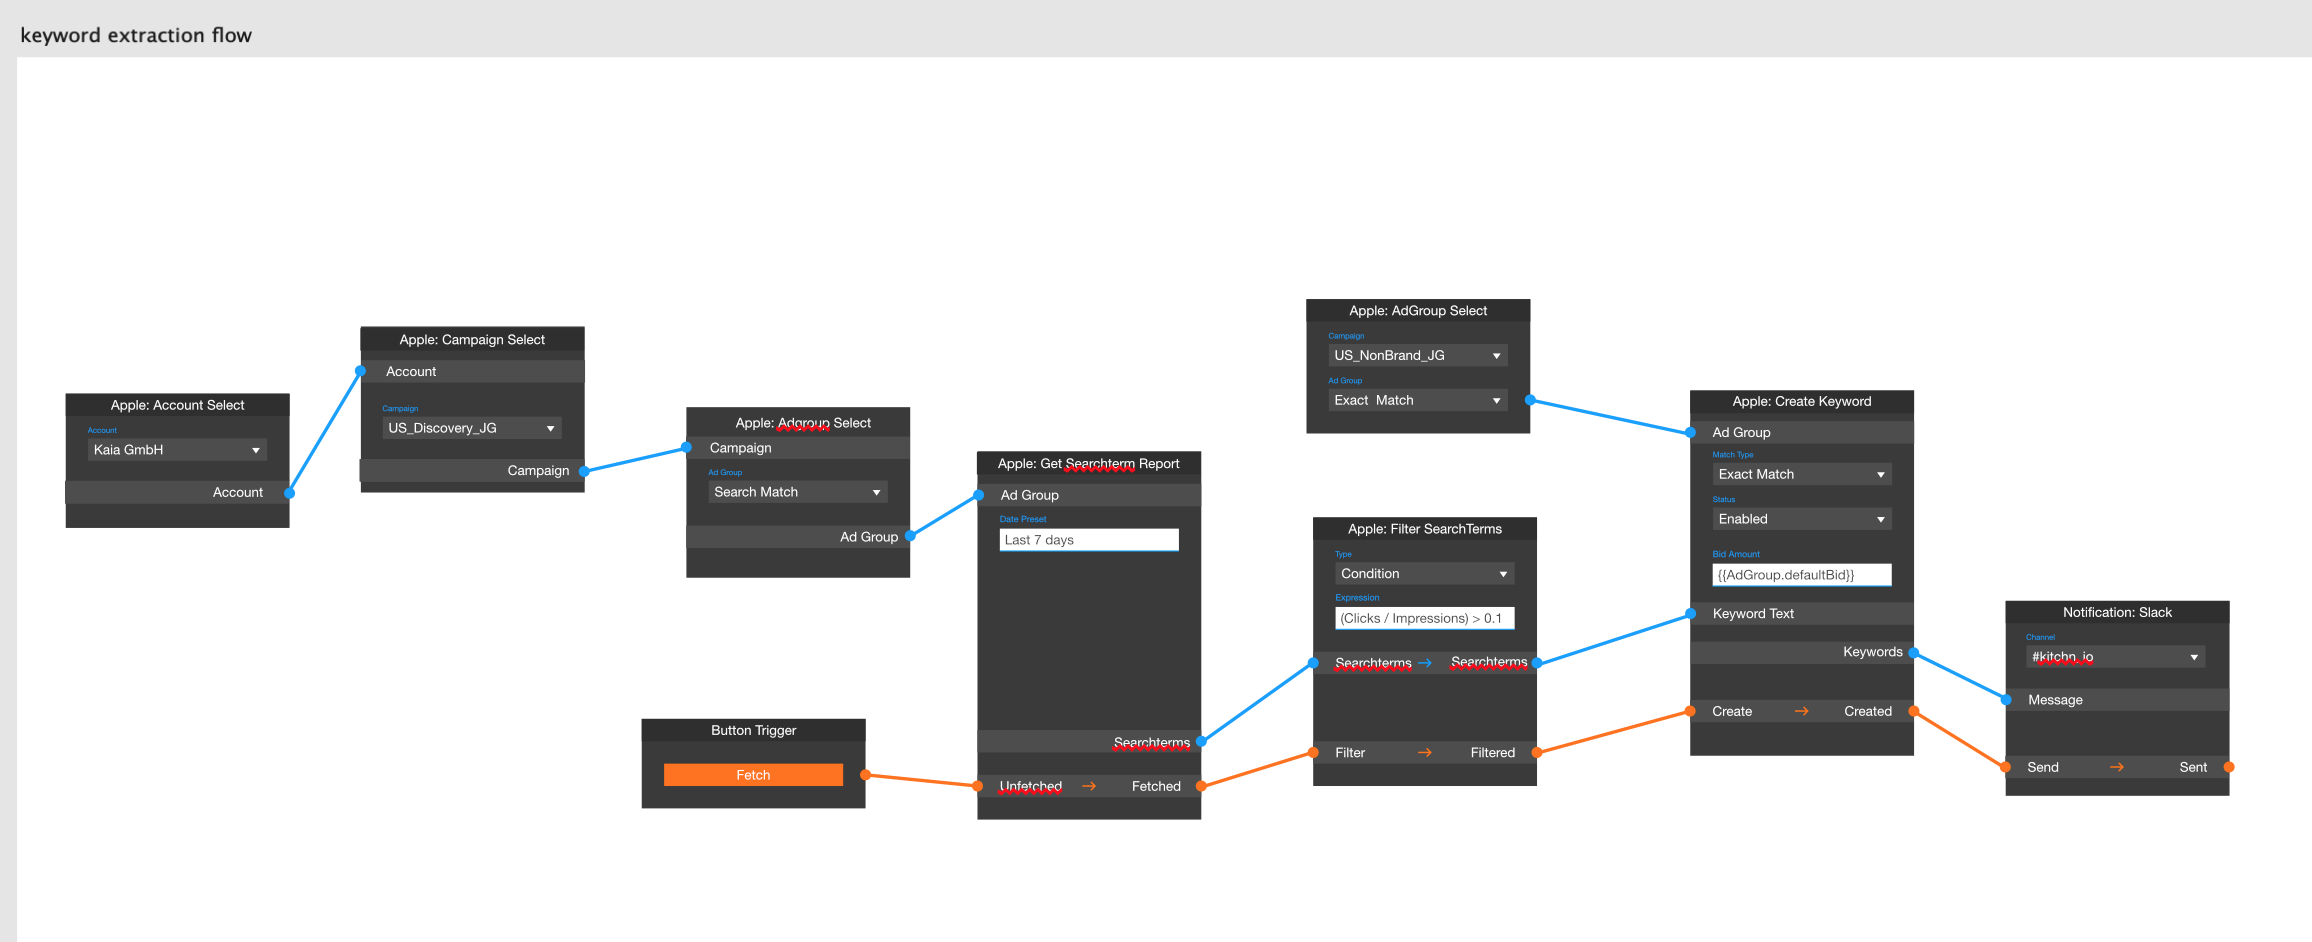 keyword extraction flow
Apple: Account Select
Account
Kaia GmbH
Account
Apple: Campaign Select
Account
Campaign
US_Discovery_JG
Campaign
Apple: Adgroup Select
Campaign
Ad Group
Search Match
Ad Group
Button Trigger
Fetch
Apple: Get Searchterm Report
Ad Group
Date Preset
Last 7 days
Searchterms
Unfetched → Fetched
Apple: AdGroup Select
Campaign
US_NonBrand_JG
Ad Group
Exact Match
Apple: Filter SearchTerms
Type
Condition
Expression
(Clicks / Impressions) > 0.1
Searchterms → Searchterms
Filter → Filtered
Apple: Create Keyword
Ad Group
Match Type
Exact Match
Status
Enabled
Bid Amount
{{AdGroup.defaultBid}}
Keyword Text
Keywords
Create → Created
Notification: Slack
Channel
#kitchn.io
Message
Send → Sent